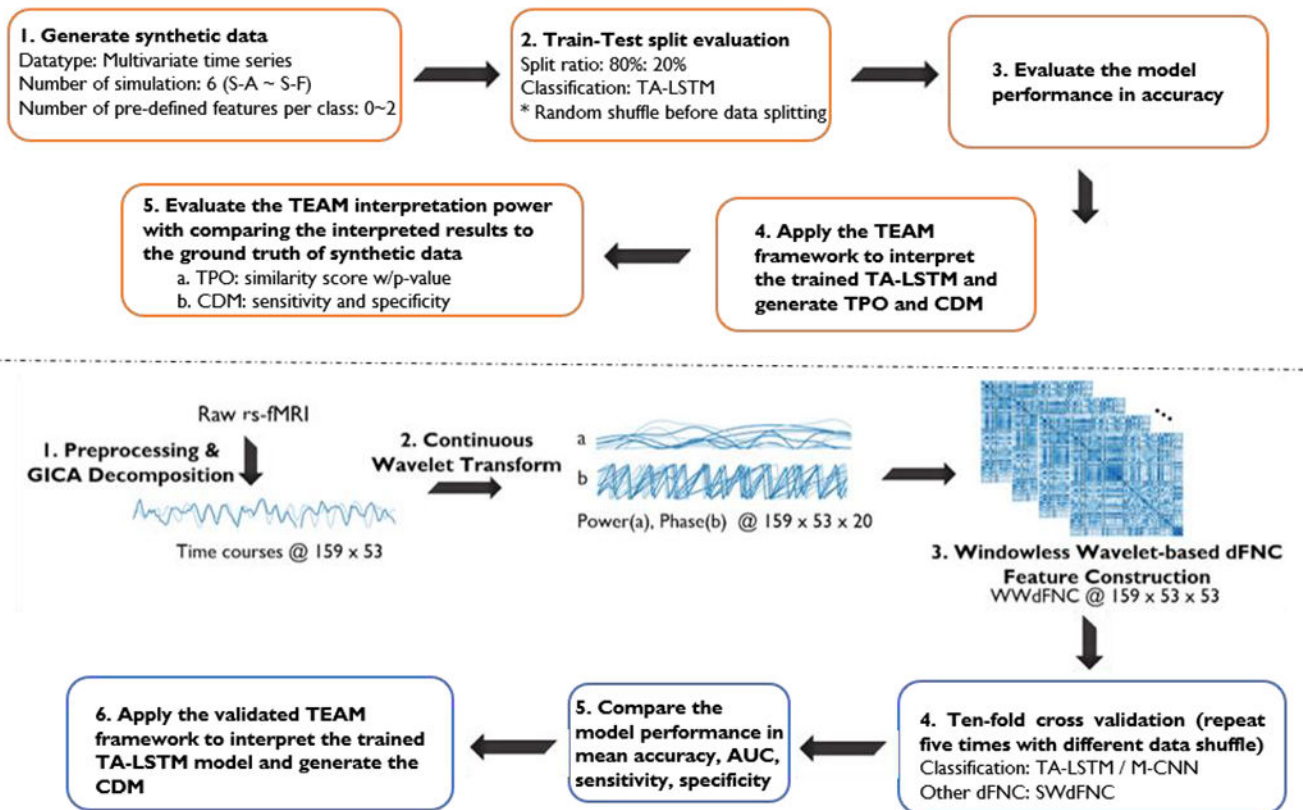 1. Generate synthetic data
Datatype: Multivariate time series
Number of simulation: 6 (S-A ~ S-F)
Number of pre-defined features per class: 0~2
2. Train-Test split evaluation
Split ratio: 80%: 20%
Classification: TA-LSTM
* Random shuffle before data splitting
3. Evaluate the model
performance in accuracy
4. Apply the TEAM
framework to interpret
the trained TA-LSTM and
generate TPO and CDM
5. Evaluate the TEAM interpretation power
with comparing the interpreted results to
the ground truth of synthetic data
a. TPO: similarity score w/p-value
b. CDM: sensitivity and specificity
Raw rs-fMRI
1. Preprocessing &
GICA Decomposition
Time courses @ 159 x 53
2. Continuous
Wavelet Transform
a
b
Power(a), Phase(b) @ 159 x 53 x 20
...
3. Windowless Wavelet-based dFNC
Feature Construction
WWdFNC @ 159 x 53 x 53
4. Ten-fold cross validation (repeat
five times with different data shuffle)
Classification: TA-LSTM / M-CNN
Other dFNC: SWdFNC
5. Compare the
model performance in
mean accuracy, AUC,
sensitivity, specificity
6. Apply the validated TEAM
framework to interpret the trained
TA-LSTM model and generate the
CDM